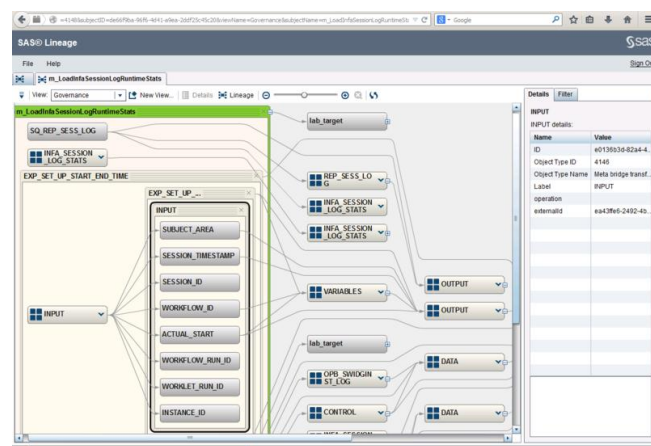 =4148&subjectID=de66f9ba-96f6-4d41-a9ea-2ddf25c45c20&viewName=Governance&subjectName=m_LoadInfaSessionLogRuntimeSta
Google
SAS® Lineage
Sign O
File Help
m_LoadInfaSessionLogRuntimeStats
View: Governance New View... Details Lineage
Details Filter
m_LoadInfaSessionLogRuntimeStats
INPUT
INPUT details:
Name Value
ID e0136b3d-82a4-4...
Object Type ID 4146
Object Type Name Meta bridge transf...
Label INPUT
operation
externalId ea43ffe6-2492-4b...
SQ_REP_SESS_LOG
INFA_SESSION
_LOG_STATS
EXP_SET_UP_START_END_TIME
EXP_SET_UP_...
INPUT
INPUT
SUBJECT_AREA
SESSION_TIMESTAMP
SESSION_ID
WORKFLOW_ID
ACTUAL_START
WORKFLOW_RUN_ID
WORKLET_RUN_ID
INSTANCE_ID
lab_target
REP_SESS_LO
G
INFA_SESSION
_LOG_STATS
INFA_SESSION
_LOG_STATS
VARIABLES
OUTPUT
OUTPUT
lab_target
OPB_SWIDGIN
ST_LOG
DATA
CONTROL
DATA